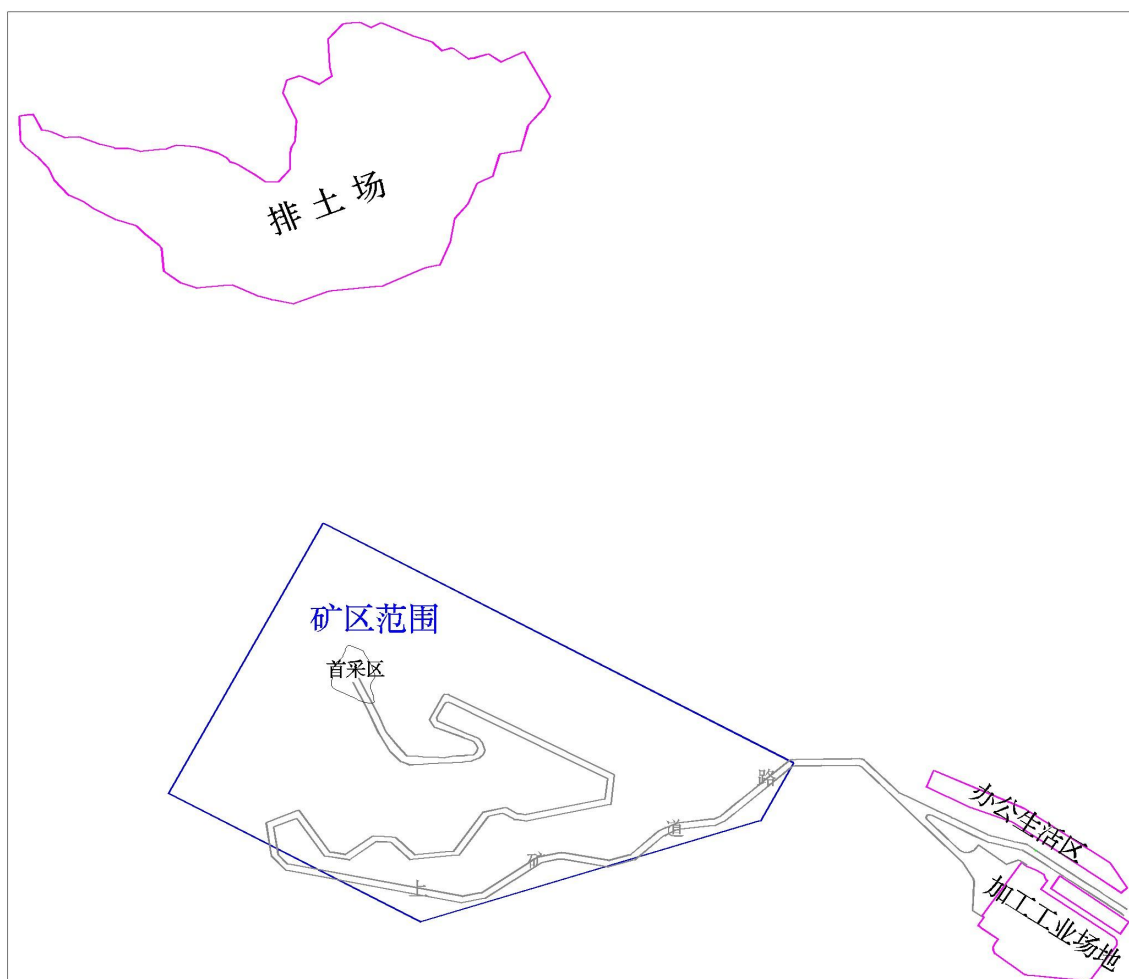 排土场
矿区范围
首采区
上矿道路
办公生活区
加工工业场地